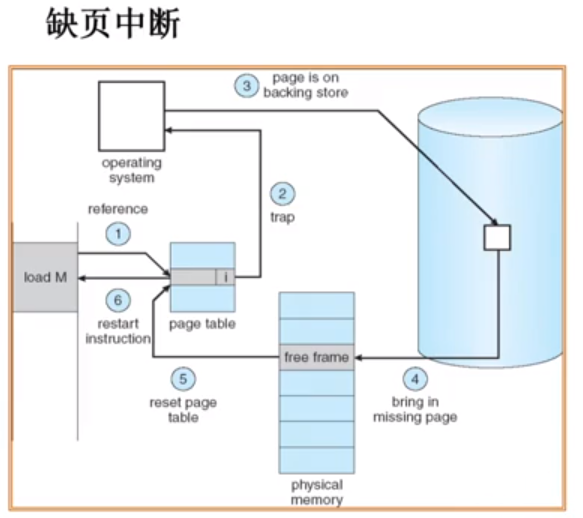 缺页中断
3
page is on
backing store
operating
system
2
trap
reference
1
load M
i
6
restart
instruction
page table
free frame
5
reset page
table
4
bring in
missing page
physical
memory